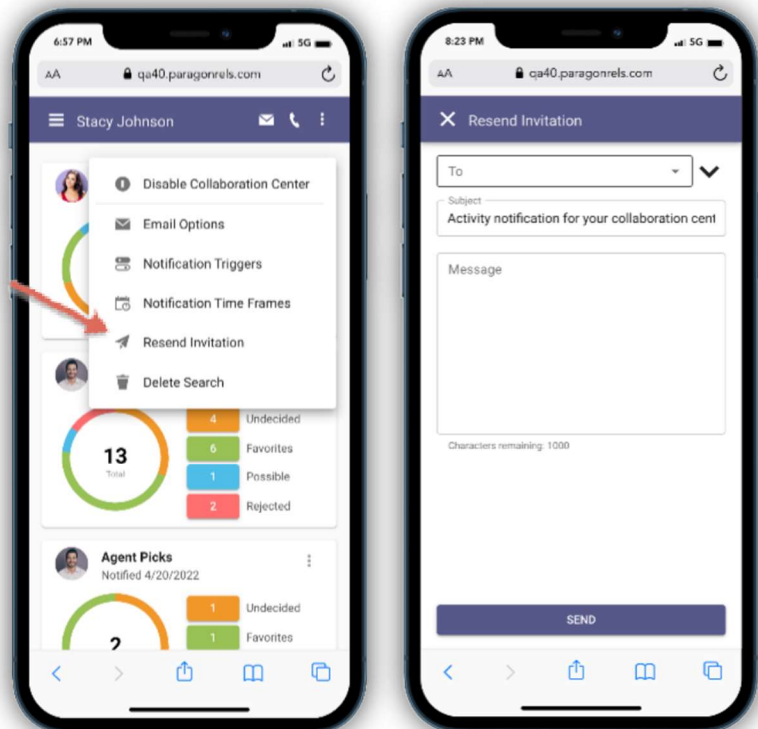 6:57 PM
5G
AA
qa40.paragonrels.com
Stacy Johnson
Disable Collaboration Center
Email Options
Notification Triggers
Notification Time Frames
Resend Invitation
Delete Search
13
Total
4 Undecided
6 Favorites
1 Possible
2 Rejected
Agent Picks
Notified 4/20/2022
2
1 Undecided
1 Favorites
8:23 PM
5G
AA
qa40.paragonrels.com
Resend Invitation
To
Subject
Activity notification for your collaboration cent
Message
Characters remaining: 1000
SEND